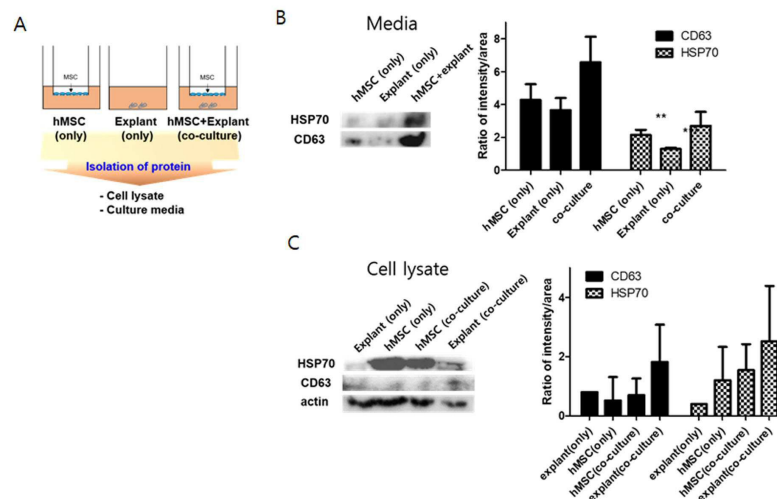 A
MSC
MSC
hMSC
(only)
Explant
(only)
hMSC+Explant
(co-culture)
Isolation of protein
- Cell lysate
- Culture media
B
Media
hMSC (only)
Explant (only)
hMSC+explant
HSP70
CD63
Ratio of intensity/area
8
6
4
2
0
CD63
HSP70
**
*
hMSC (only)
Explant (only)
co-culture
hMSC (only)
Explant (only)
co-culture
C
Cell lysate
Explant (only)
hMSC (only)
hMSC (co-culture)
Explant (co-culture)
HSP70
CD63
actin
Ratio of intensity/area
4
2
0
CD63
HSP70
explant(only)
hMSC(only)
hMSC(co-culture)
explant(co-culture)
explant(only)
hMSC(only)
hMSC(co-culture)
explant(co-culture)